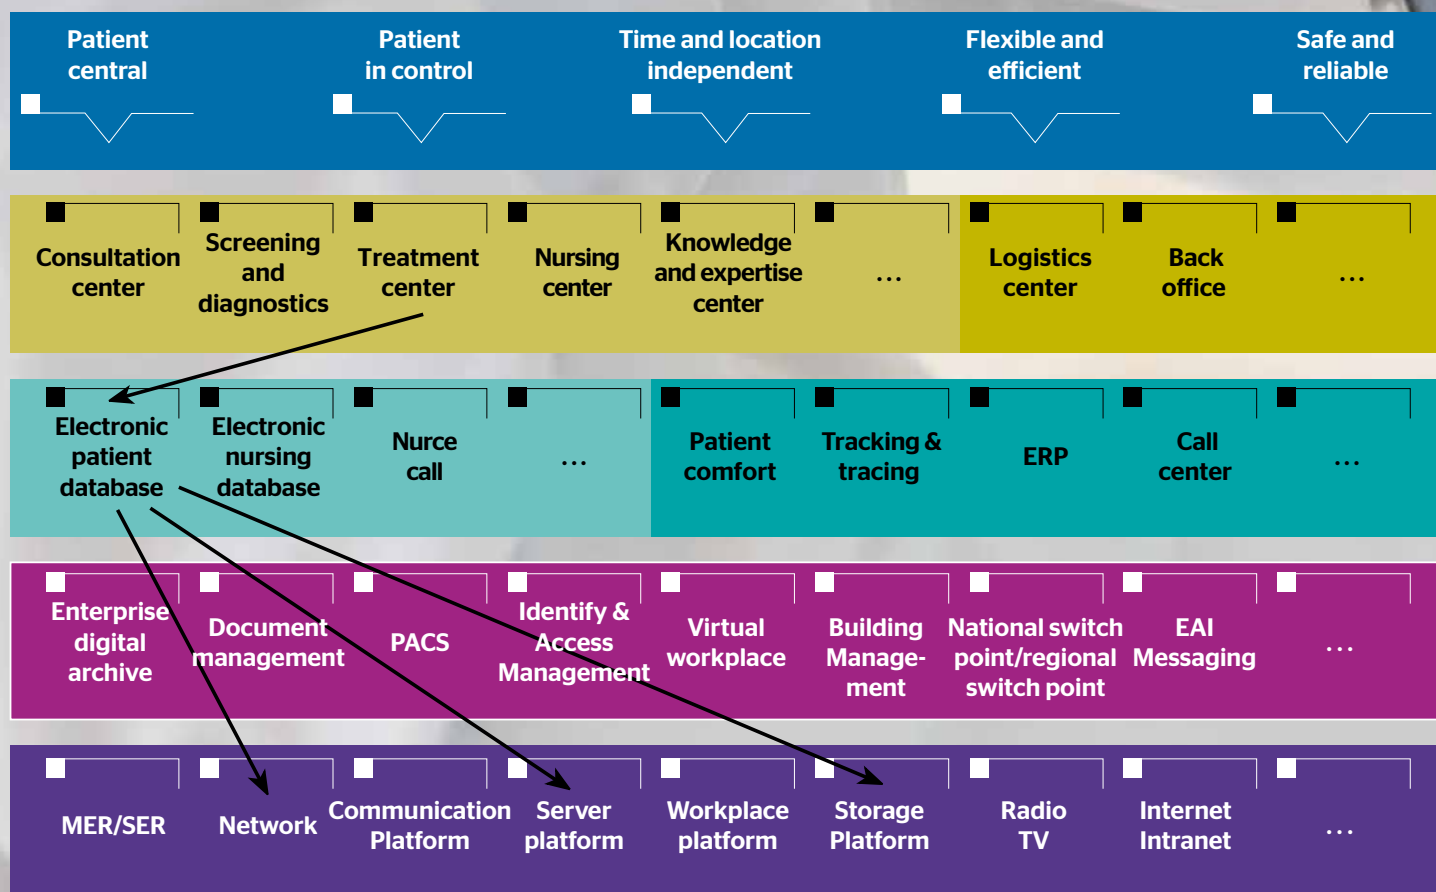 Patient
central
Patient
in control
Time and location
independent
Flexible and
efficient
Safe and
reliable
Consultation
center
Screening
and
diagnostics
Treatment
center
Nursing
center
Knowledge
and expertise
center
...
Logistics
center
Back
office
...
Electronic
patient
database
Electronic
nursing
database
Nurce
call
...
Patient
comfort
Tracking &
tracing
ERP
Call
center
...
Enterprise
digital
archive
Document
management
PACS
Identify &
Access
Management
Virtual
workplace
Building
Manage-
ment
National switch
point/regional
switch point
EAI
Messaging
...
MER/SER
Network
Communication
Platform
Server
platform
Workplace
platform
Storage
Platform
Radio
TV
Internet
Intranet
...